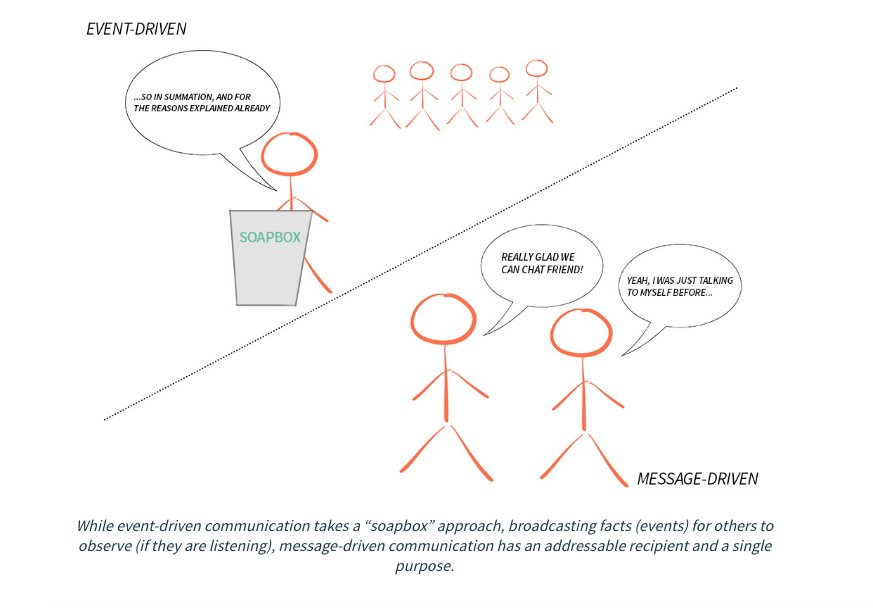 EVENT-DRIVEN
...SO IN SUMMATION, AND FOR
THE REASONS EXPLAINED ALREADY
SOAPBOX
REALLY GLAD WE
CAN CHAT FRIEND!
YEAH, I WAS JUST TALKING
TO MYSELF BEFORE...
MESSAGE-DRIVEN
While event-driven communication takes a “soapbox” approach, broadcasting facts (events) for others to
observe (if they are listening), message-driven communication has an addressable recipient and a single
purpose.